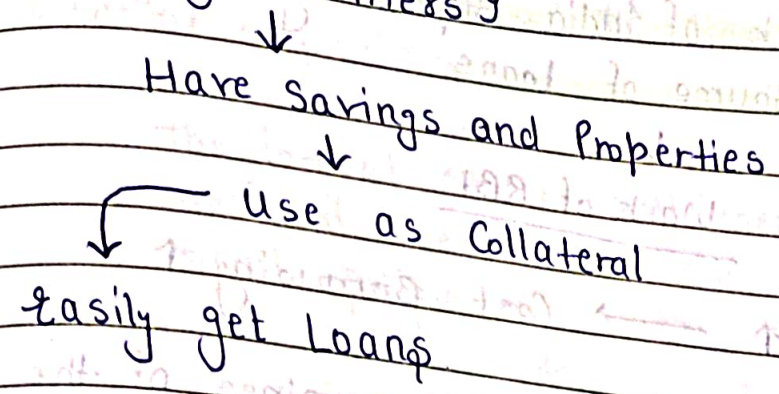 ↓
Have Savings and Properties
↓
Use as Collateral
Easily get Loans